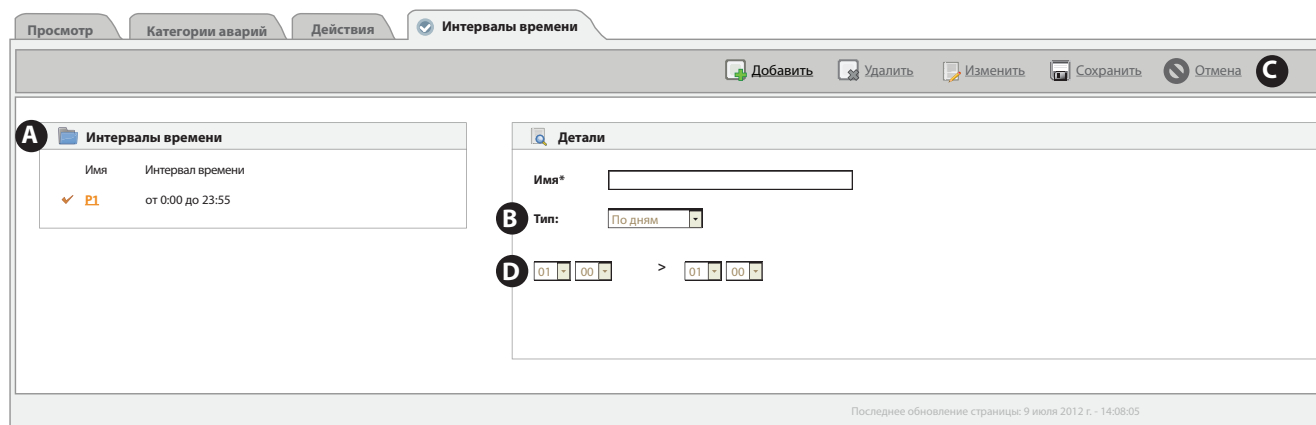 Просмотр Категории аварий Действия Интервалы времени
Добавить Удалить Изменить Сохранить Отмена C
A Интервалы времени
Имя Интервал времени
P1 от 0:00 до 23:55
Детали
Имя*
B Тип: По дням
D 01 00 > 01 00
Последнее обновление страницы: 9 июля 2012 г. - 14:08:05